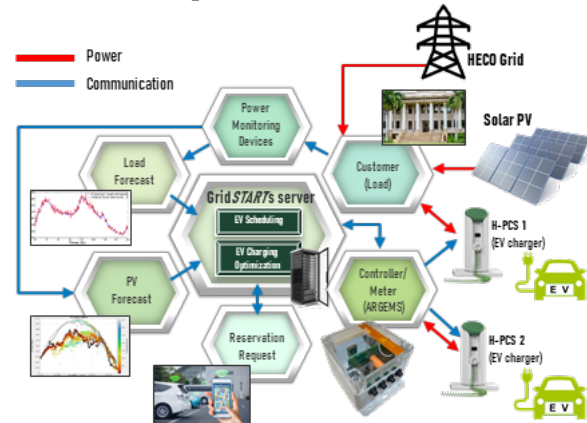 Power
Communication
HECO Grid
Solar PV
Power
Monitoring
Devices
Load
Forecast
Customer
(Load)
GridSTARTs server
EV Scheduling
EV Charging
Optimization
H-PCS 1
(EV charger)
EV
PV
Forecast
Controller/
Meter
(ARGEMS)
Reservation
Request
H-PCS 2
(EV charger)
EV